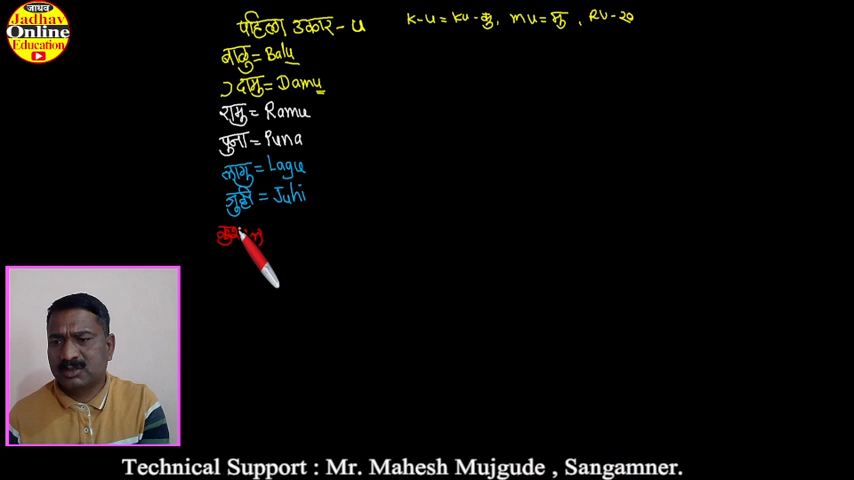 जाधव
Jadhav
Online
Education
पहिला उकार - u
K-U = KU - कु, mu = मु, RU - रु
बाळु = Balu
दामु = Damu
रामु = Ramu
पुना = Puna
लागु = Lagu
जुही = Juhi
Technical Support : Mr. Mahesh Mujgude , Sangamner.